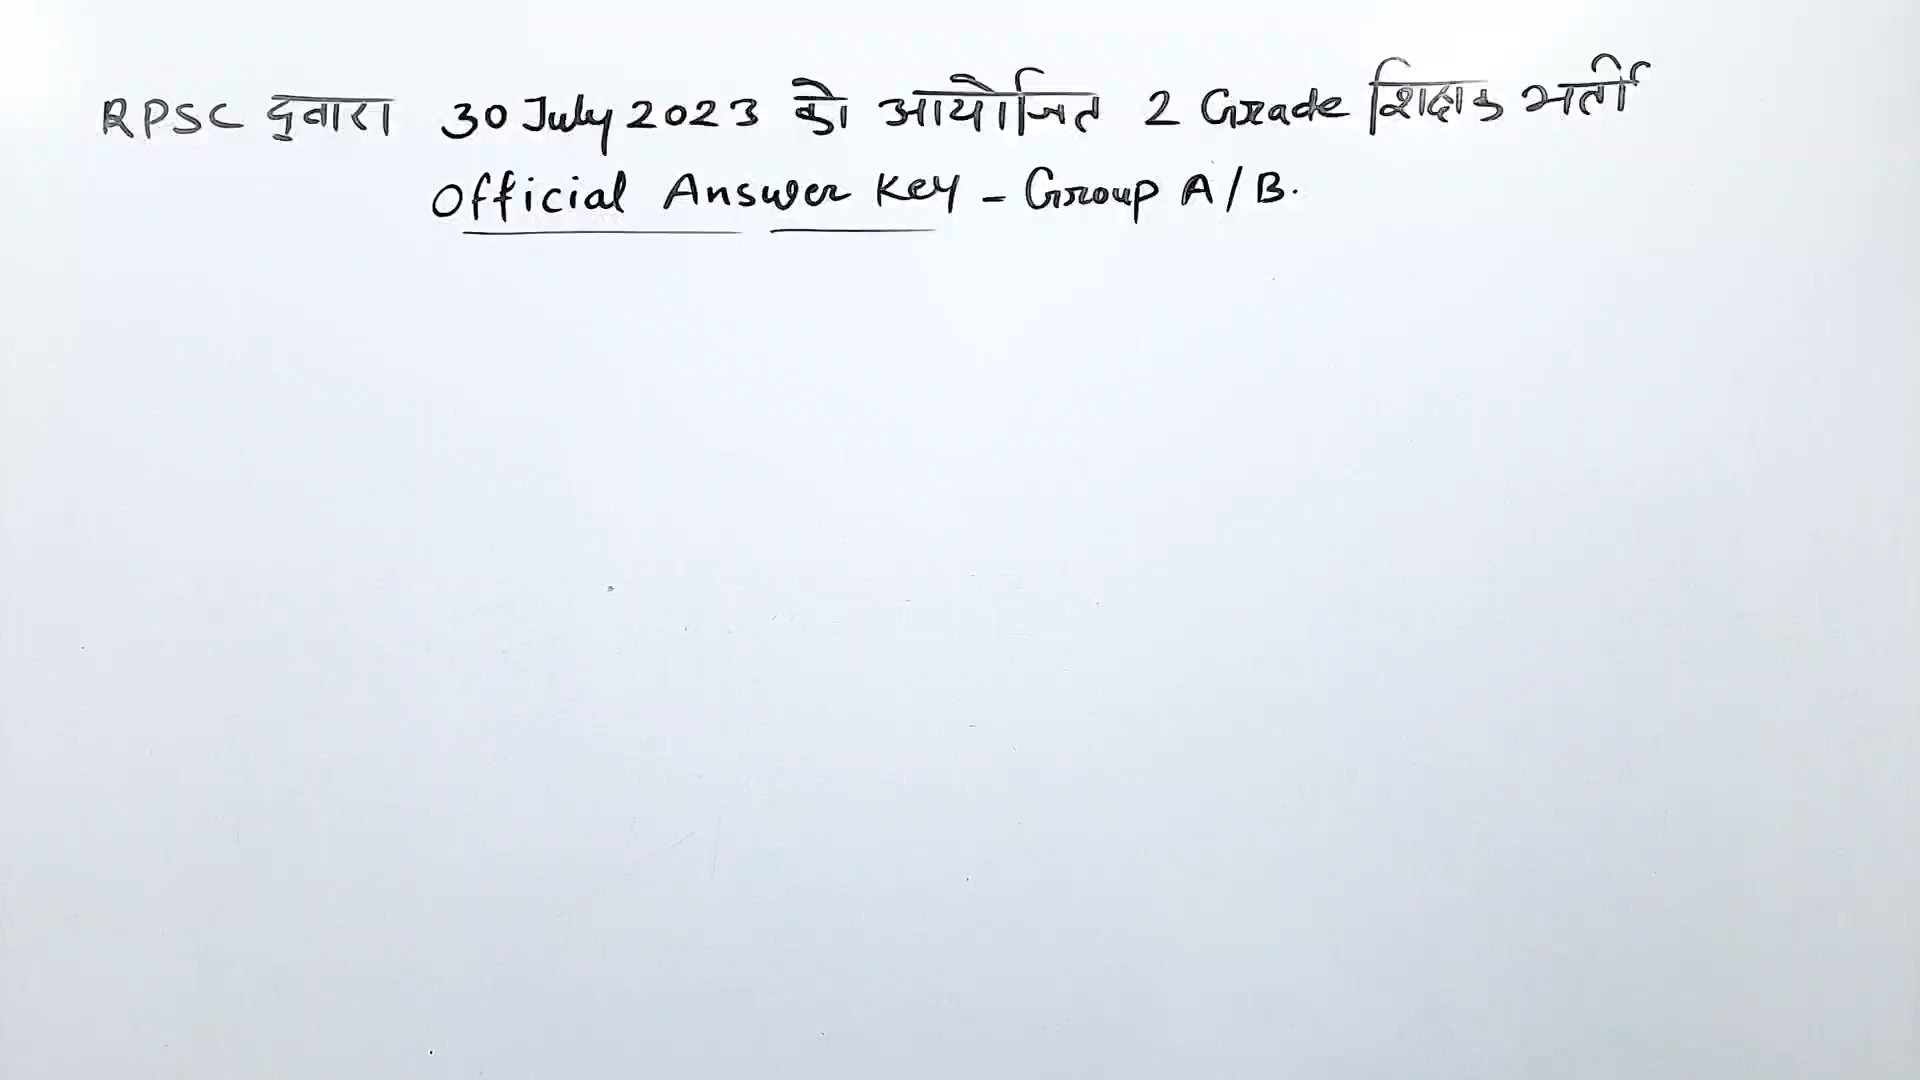 RPSC दुवारा 30 July 2023 को आयोजित 2 Grade शिक्षक भर्ती
Official Answer Key - Group A/B.